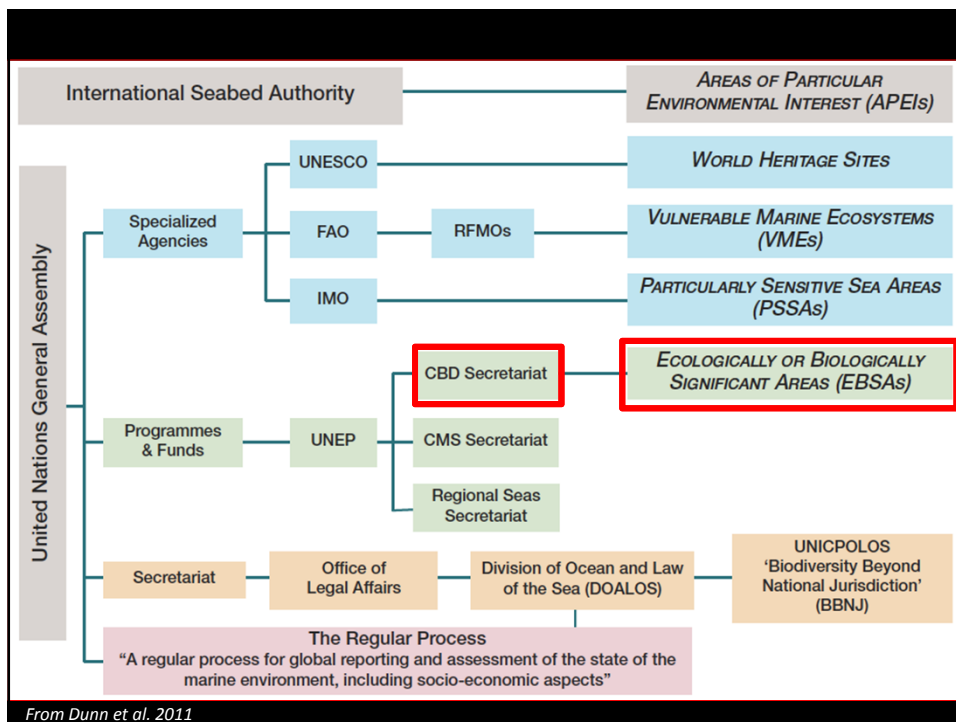 International Seabed Authority
AREAS OF PARTICULAR
ENVIRONMENTAL INTEREST (APEIs)
United Nations General Assembly
Specialized
Agencies
UNESCO
WORLD HERITAGE SITES
FAO
RFMOs
VULNERABLE MARINE ECOSYSTEMS
(VMEs)
IMO
PARTICULARLY SENSITIVE SEA AREAS
(PSSAs)
Programmes
& Funds
UNEP
CBD Secretariat
ECOLOGICALLY OR BIOLOGICALLY
SIGNIFICANT AREAS (EBSAs)
CMS Secretariat
Regional Seas
Secretariat
Secretariat
Office of
Legal Affairs
Division of Ocean and Law
of the Sea (DOALOS)
UNICPOLOS
‘Biodiversity Beyond
National Jurisdiction’
(BBNJ)
The Regular Process
“A regular process for global reporting and assessment of the state of the
marine environment, including socio-economic aspects”
From Dunn et al. 2011